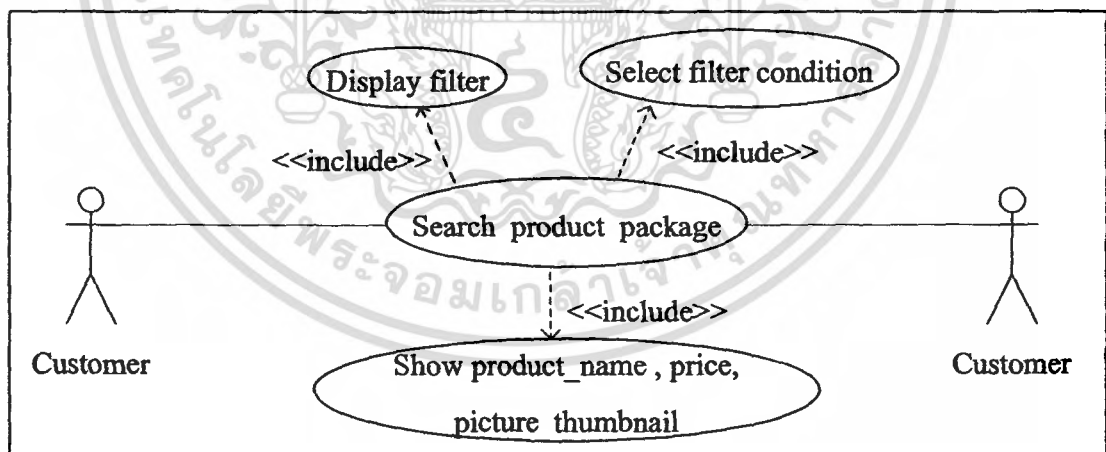 Display filter
Select filter condition
<<include>>
<<include>>
Search product package
<<include>>
Customer
Customer
Show product_name , price,
picture thumbnail